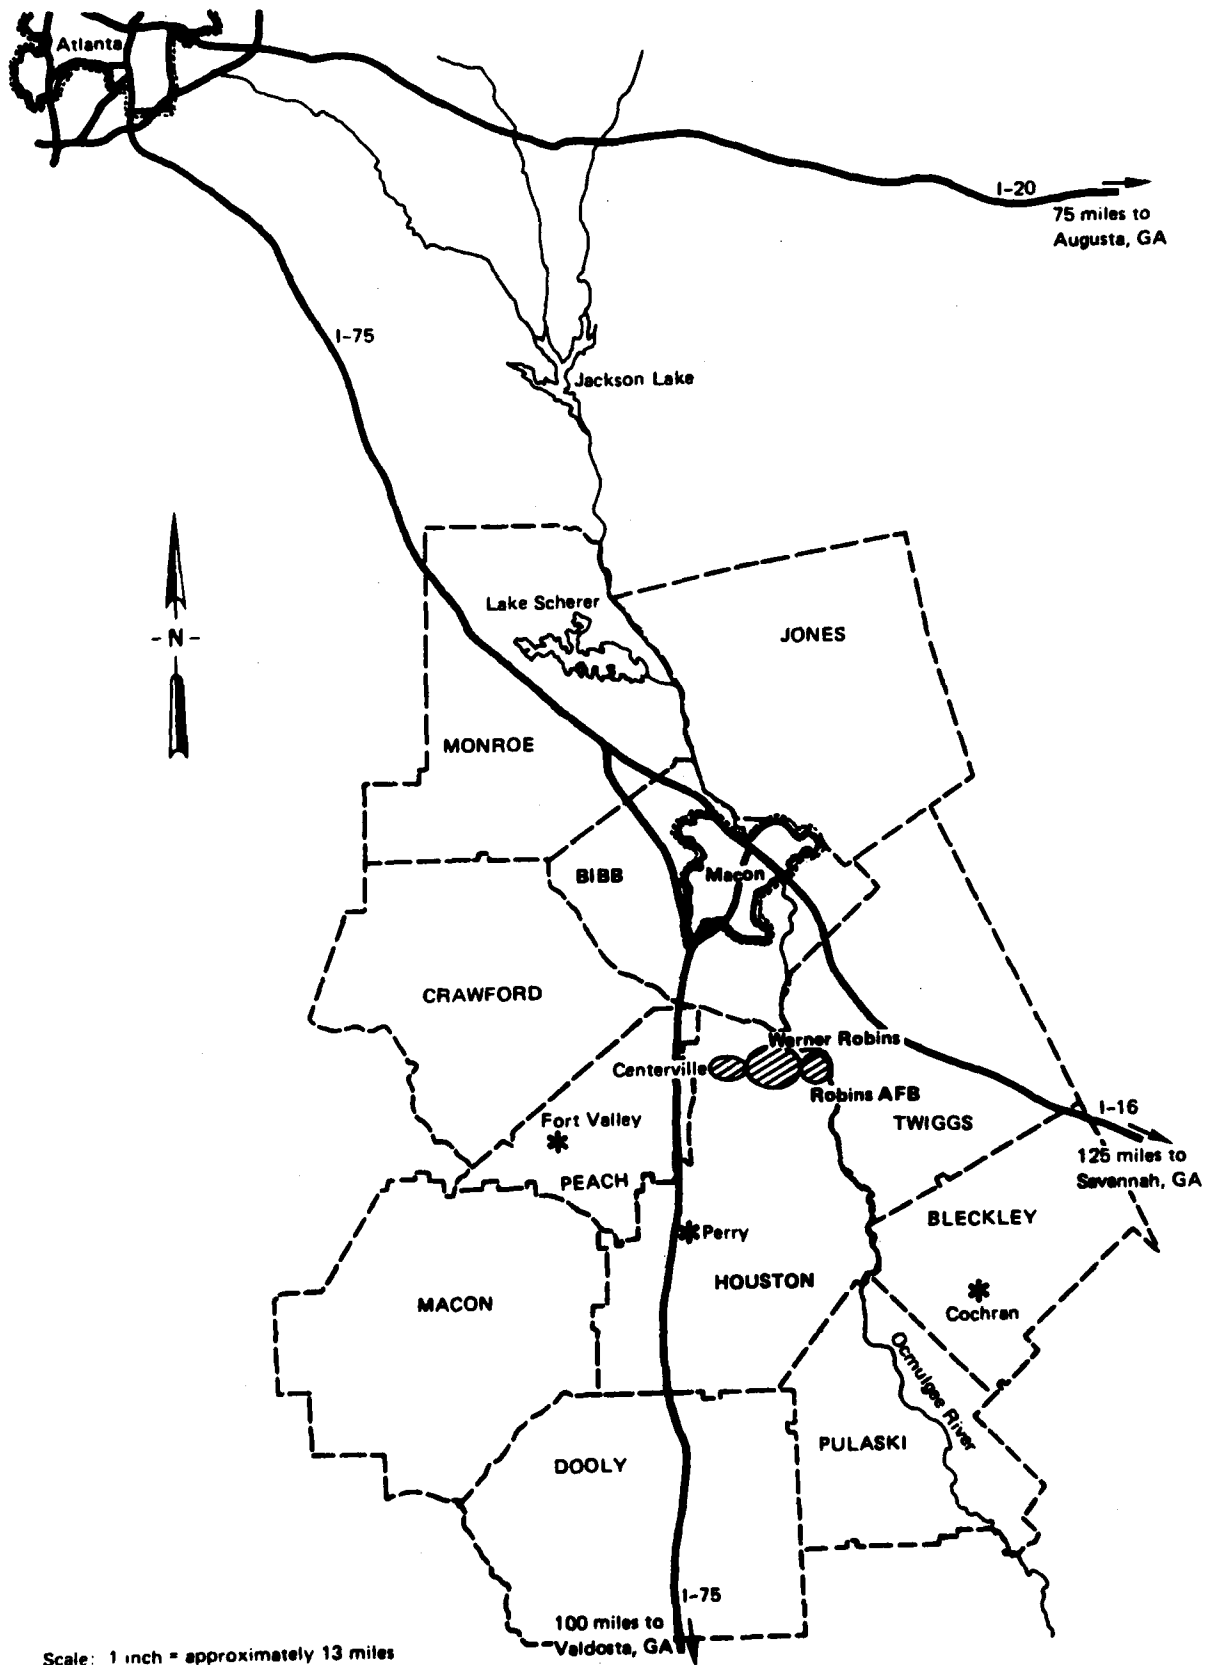 Atlanta
I-20
75 miles to
Augusta, GA
I-75
Jackson Lake
Lake Scherer
JONES
- N -
MONROE
BIBB
Macon
CRAWFORD
Warner Robins
Centerville
Robins AFB
I-16
Fort Valley
TWIGGS
125 miles to
Savannah, GA
PEACH
BLECKLEY
Perry
HOUSTON
MACON
Cochran
Ocmulgee River
PULASKI
DOOLY
I-75
100 miles to
Valdosta, GA
Scale: 1 inch = approximately 13 miles